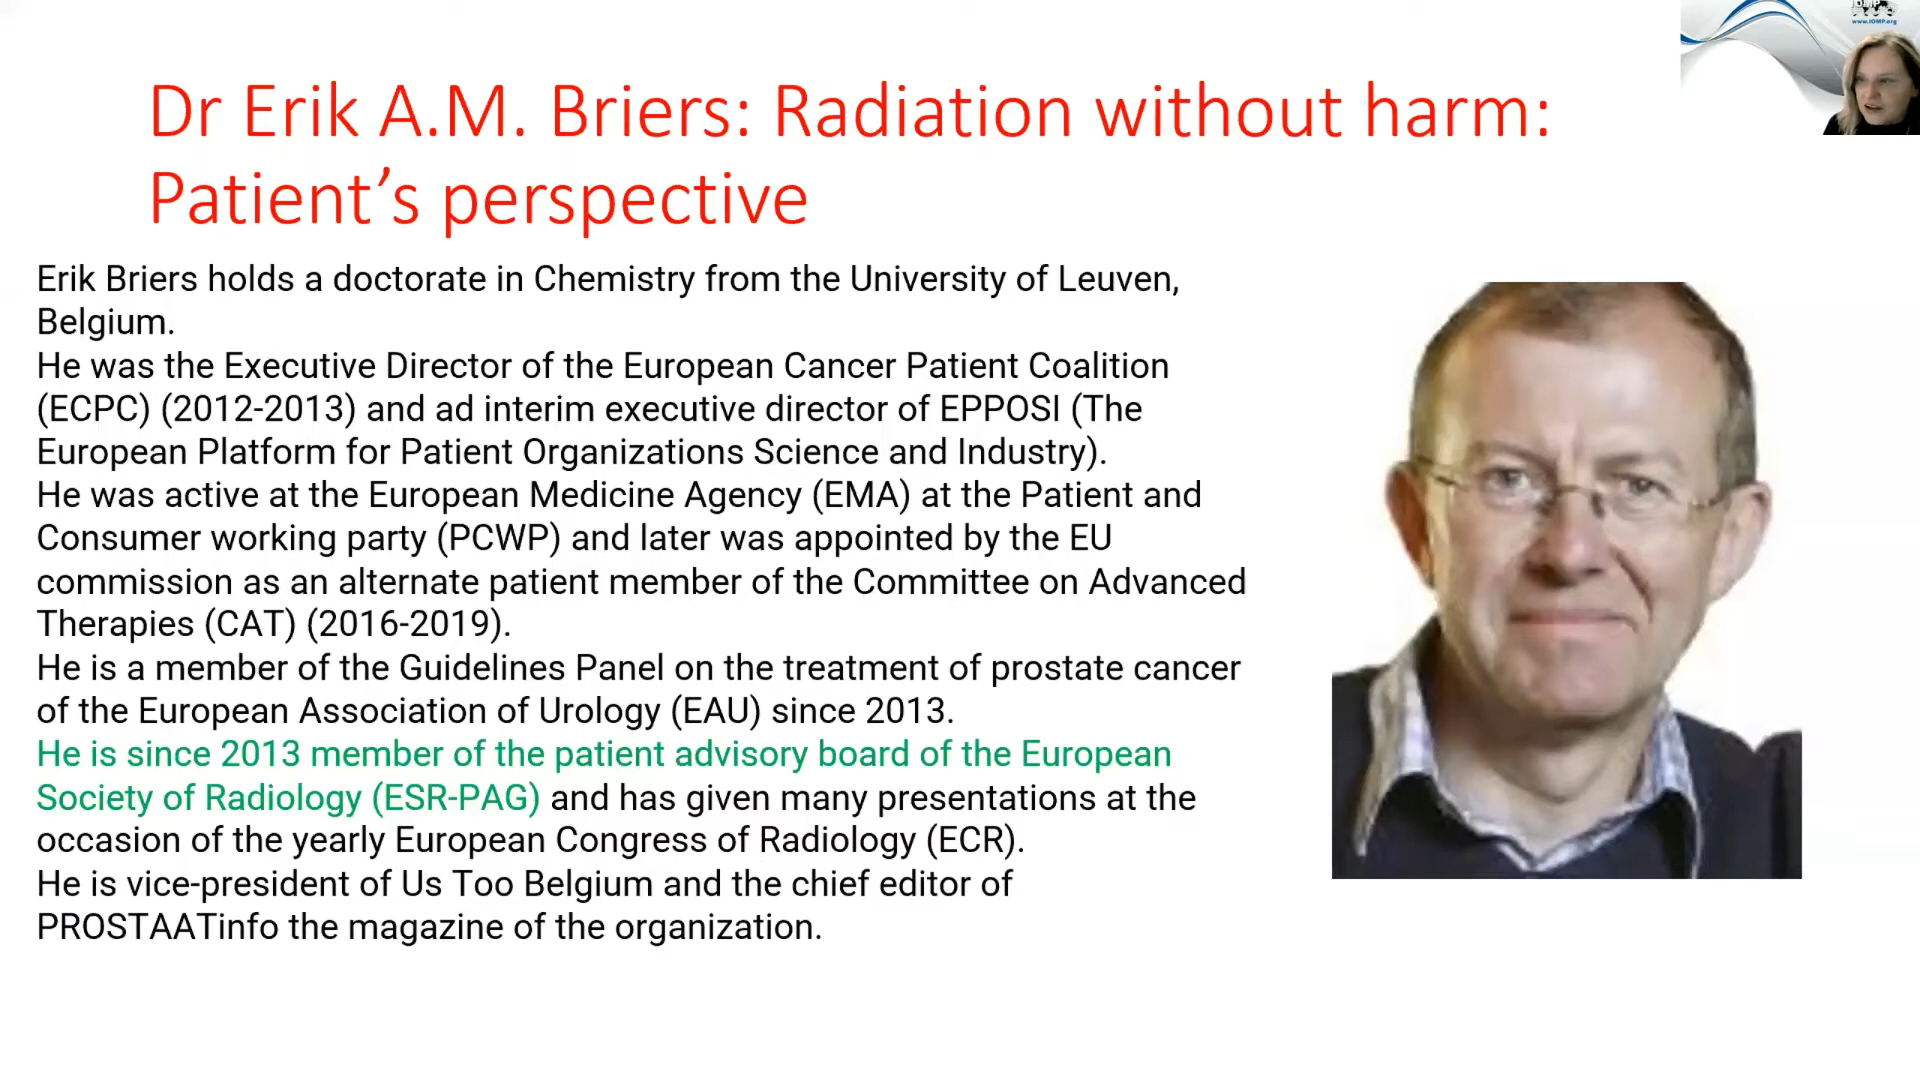 Dr Erik A.M. Briers: Radiation without harm:
Patient’s perspective
Erik Briers holds a doctorate in Chemistry from the University of Leuven,
Belgium.
He was the Executive Director of the European Cancer Patient Coalition
(ECPC) (2012-2013) and ad interim executive director of EPPOSI (The
European Platform for Patient Organizations Science and Industry).
He was active at the European Medicine Agency (EMA) at the Patient and
Consumer working party (PCWP) and later was appointed by the EU
commission as an alternate patient member of the Committee on Advanced
Therapies (CAT) (2016-2019).
He is a member of the Guidelines Panel on the treatment of prostate cancer
of the European Association of Urology (EAU) since 2013.
He is since 2013 member of the patient advisory board of the European
Society of Radiology (ESR-PAG) and has given many presentations at the
occasion of the yearly European Congress of Radiology (ECR).
He is vice-president of Us Too Belgium and the chief editor of
PROSTAATinfo the magazine of the organization.
IOMP
www.IOMP.org